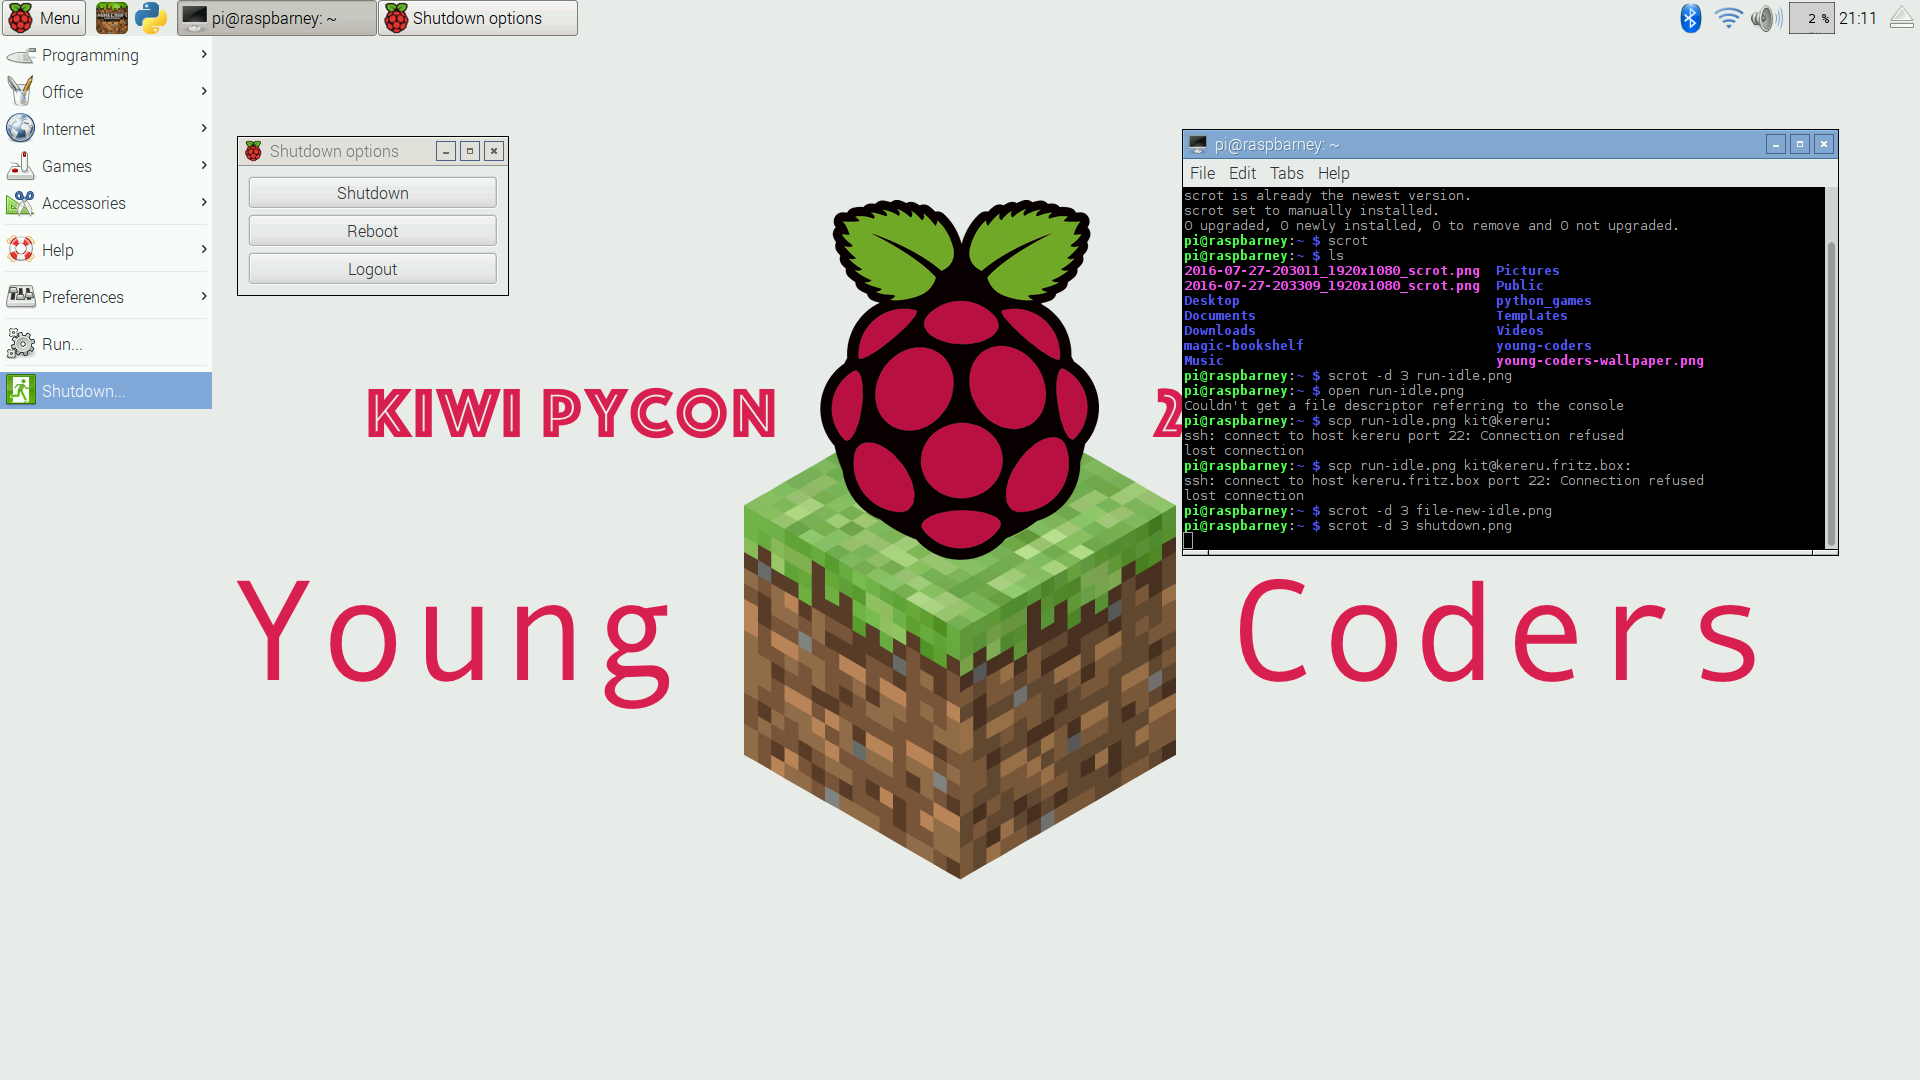 Menu
pi@raspbarney: ~
Shutdown options
2 %
21:11
Programming
Office
Internet
Games
Accessories
Help
Preferences
Run...
Shutdown...
Shutdown options
Shutdown
Reboot
Logout
KIWI PYCON
2
Young Coders
pi@raspbarney: ~
File Edit Tabs Help
scrot is already the newest version.
scrot set to manually installed.
0 upgraded, 0 newly installed, 0 to remove and 0 not upgraded.
pi@raspbarney:~ $ scrot
pi@raspbarney:~ $ ls
2016-07-27-203011_1920x1080_scrot.png Pictures
2016-07-27-203309_1920x1080_scrot.png Public
Desktop python_games
Documents Templates
Downloads Videos
magic-bookshelf young-coders
Music young-coders-wallpaper.png
pi@raspbarney:~ $ scrot -d 3 run-idle.png
pi@raspbarney:~ $ open run-idle.png
Couldn't get a file descriptor referring to the console
pi@raspbarney:~ $ scp run-idle.png kit@kereru:
ssh: connect to host kereru port 22: Connection refused
lost connection
pi@raspbarney:~ $ scp run-idle.png kit@kereru.fritz.box:
ssh: connect to host kereru.fritz.box port 22: Connection refused
lost connection
pi@raspbarney:~ $ scrot -d 3 file-new-idle.png
pi@raspbarney:~ $ scrot -d 3 shutdown.png